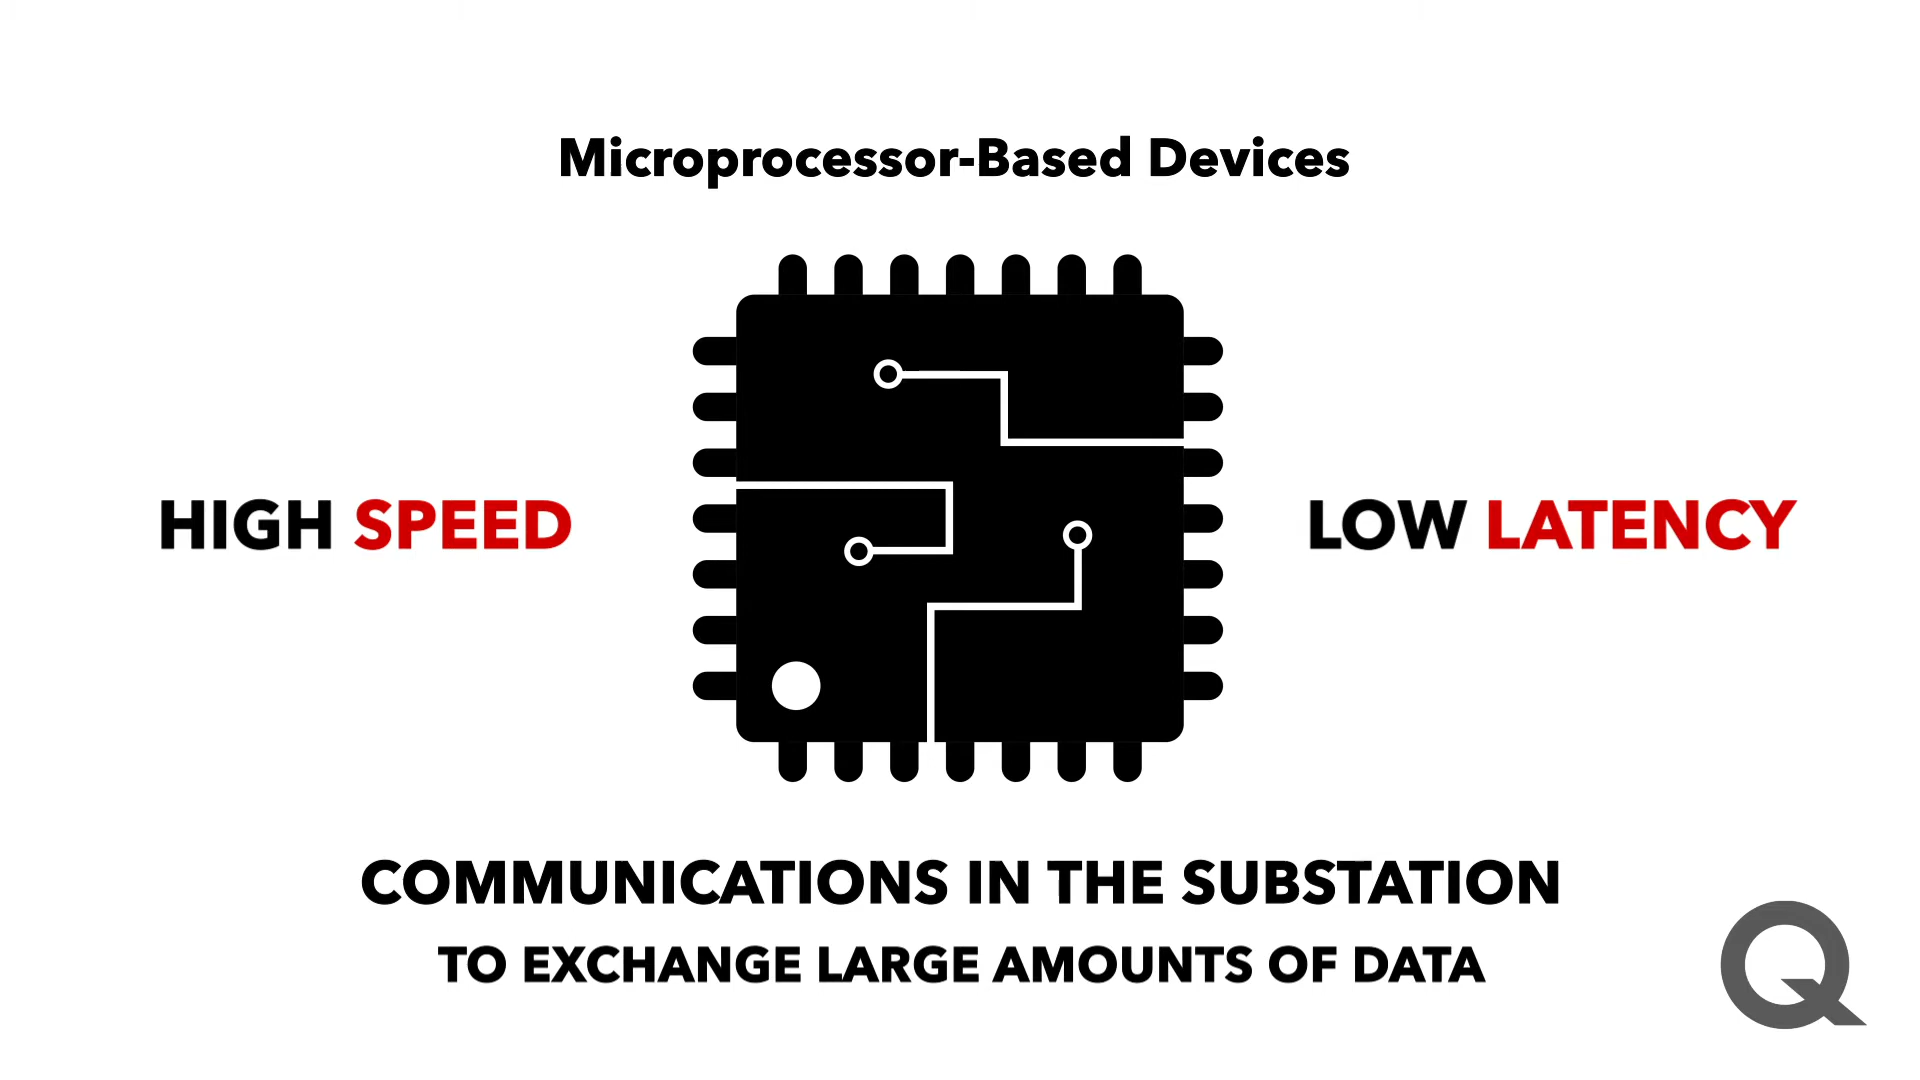 Microprocessor-Based Devices
HIGH SPEED
LOW LATENCY
COMMUNICATIONS IN THE SUBSTATION
TO EXCHANGE LARGE AMOUNTS OF DATA
Q